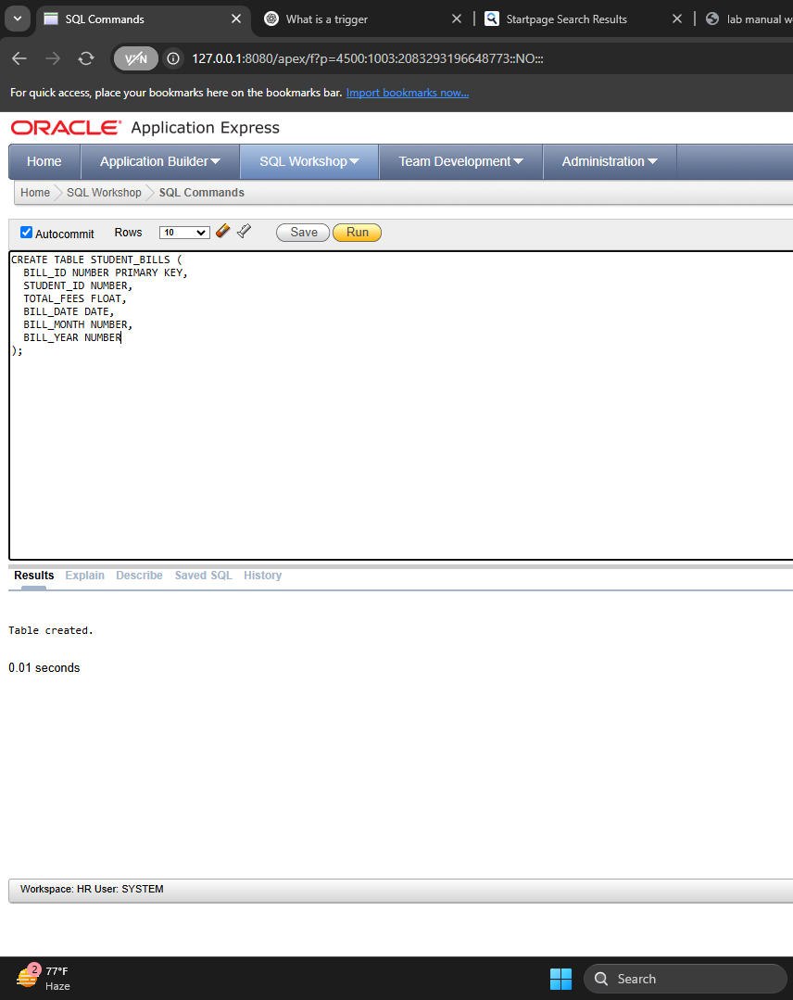 SQL Commands
What is a trigger
Startpage Search Results
lab manual w
VPN
127.0.0.1:8080/apex/f?p=4500:1003:2083293196648773::NO:::
For quick access, place your bookmarks here on the bookmarks bar. Import bookmarks now...
ORACLE Application Express
Home Application Builder SQL Workshop Team Development Administration
Home SQL Workshop SQL Commands
Autocommit Rows 10 Save Run
CREATE TABLE STUDENT_BILLS (
BILL_ID NUMBER PRIMARY KEY,
STUDENT_ID NUMBER,
TOTAL_FEES FLOAT,
BILL_DATE DATE,
BILL_MONTH NUMBER,
BILL_YEAR NUMBER
);
Results Explain Describe Saved SQL History
Table created.
0.01 seconds
Workspace: HR User: SYSTEM
2
77°F
Haze
Search